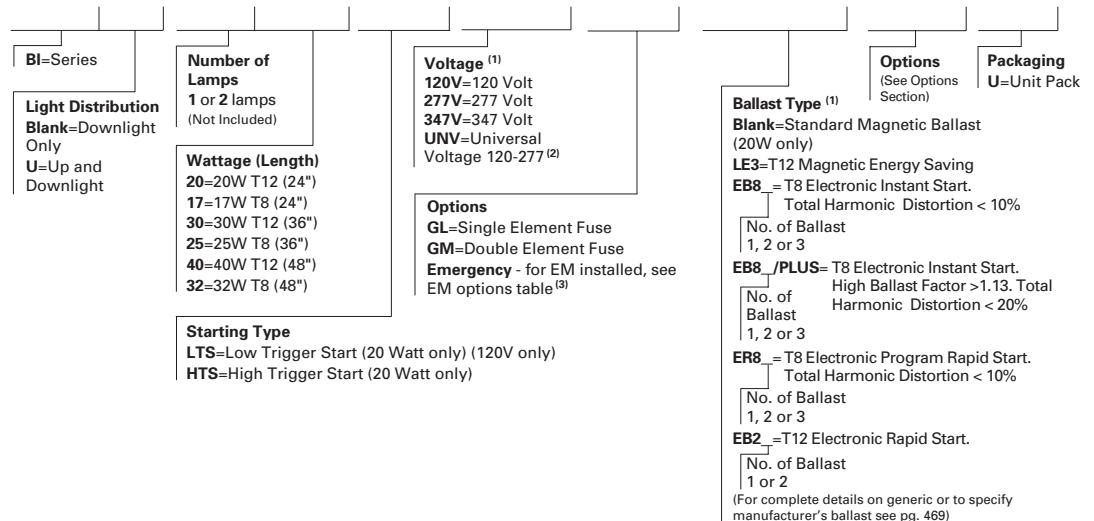 BI=Series
Light Distribution
Blank=Downlight
Only
U=Up and
Downlight
Number of
Lamps
1 or 2 lamps
(Not Included)
Wattage (Length)
20=20W T12 (24")
17=17W T8 (24")
30=30W T12 (36")
25=25W T8 (36")
40=40W T12 (48")
32=32W T8 (48")
Starting Type
LTS=Low Trigger Start (20 Watt only) (120V only)
HTS=High Trigger Start (20 Watt only)
Voltage (1)
120V=120 Volt
277V=277 Volt
347V=347 Volt
UNV=Universal
Voltage 120-277 (2)
Options
GL=Single Element Fuse
GM=Double Element Fuse
Emergency - for EM installed, see
EM options table (3)
Ballast Type (1)
Blank=Standard Magnetic Ballast
(20W only)
LE3=T12 Magnetic Energy Saving
EB8_= T8 Electronic Instant Start.
Total Harmonic Distortion < 10%
No. of Ballast
1, 2 or 3
EB8_/PLUS= T8 Electronic Instant Start.
High Ballast Factor >1.13. Total
Harmonic Distortion < 20%
No. of
Ballast
1, 2 or 3
ER8_= T8 Electronic Program Rapid Start.
Total Harmonic Distortion < 10%
No. of Ballast
1, 2 or 3
EB2_=T12 Electronic Rapid Start.
No. of Ballast
1 or 2
(For complete details on generic or to specify
manufacturer's ballast see pg. 469)
Options
(See Options
Section)
Packaging
U=Unit Pack